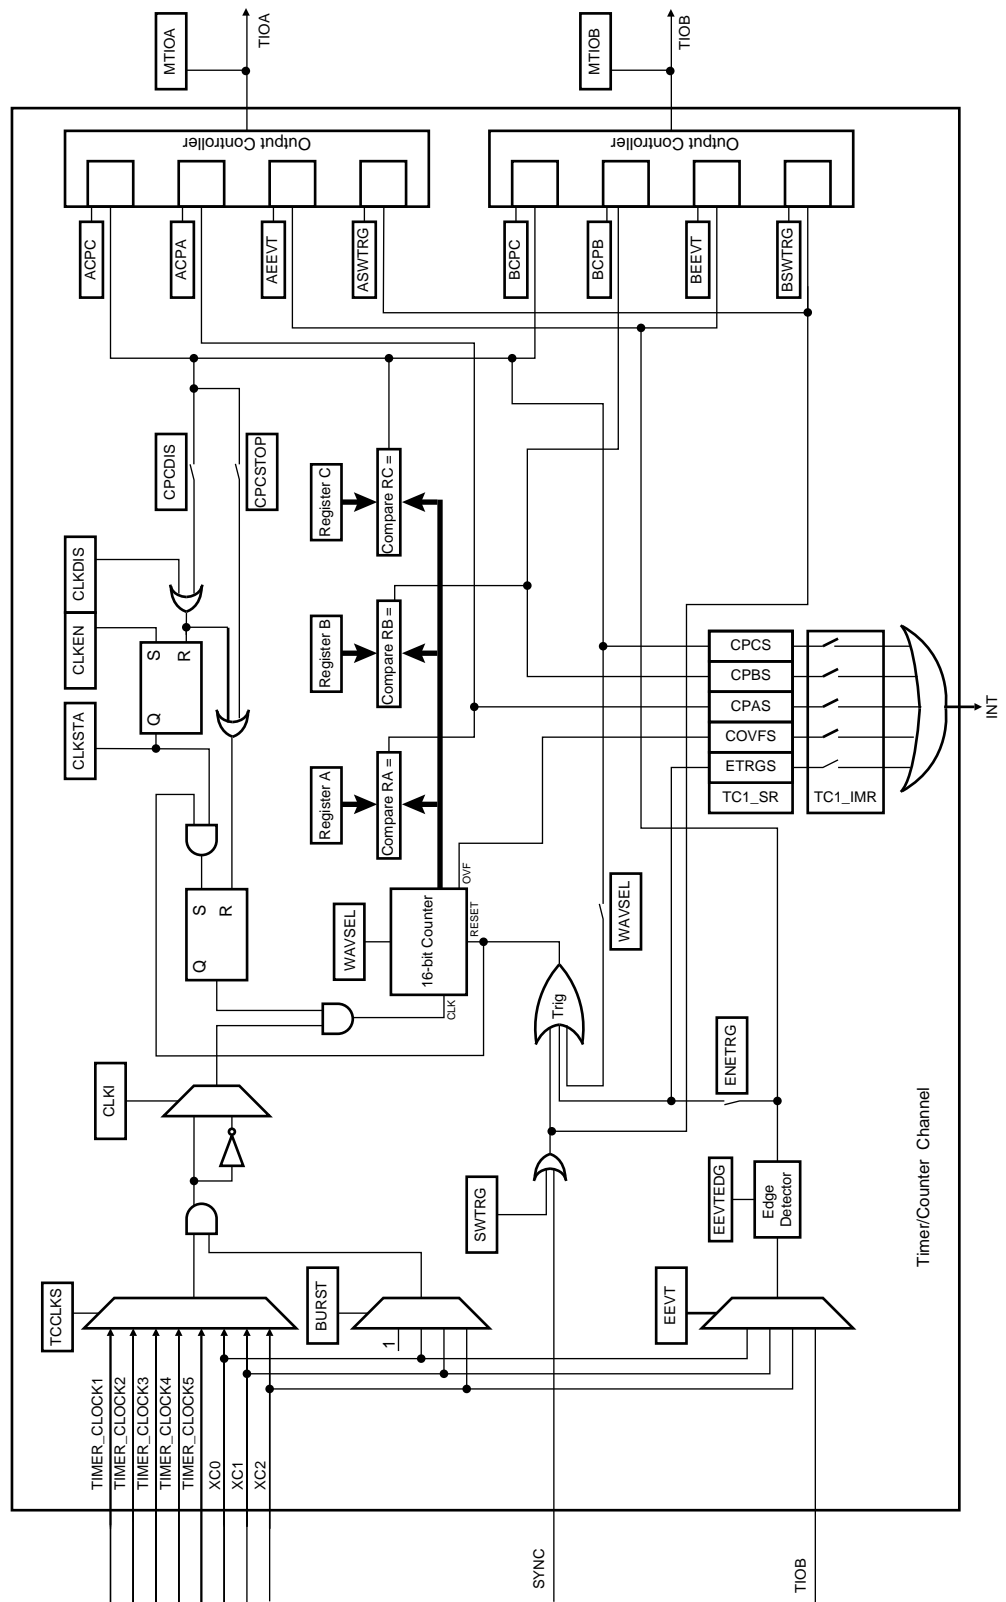 MTIOA
TIOA
MTIOB
TIOB
Output Controller
Output Controller
ACPC
ACPA
AEEVT
ASWTRG
BCPC
BCPB
BEEVT
BSWTRG
CPCDIS
CPCSTOP
CLKDIS
CLKEN
CLKSTA
S
R
Q
S
R
Q
Register C
Compare RC =
Register B
Compare RB =
Register A
Compare RA =
WAVSEL
16-bit Counter
OVF
RESET
CLK
CPCS
CPBS
CPAS
COVFS
ETRGS
TC1_SR
TC1_IMR
INT
WAVSEL
Trig
ENETRG
CLKI
SWTRG
EEVTEDG
Edge
Detector
Timer/Counter Channel
TCCLKS
BURST
1
EEVT
TIMER_CLOCK1
TIMER_CLOCK2
TIMER_CLOCK3
TIMER_CLOCK4
TIMER_CLOCK5
XC0
XC1
XC2
SYNC
TIOB